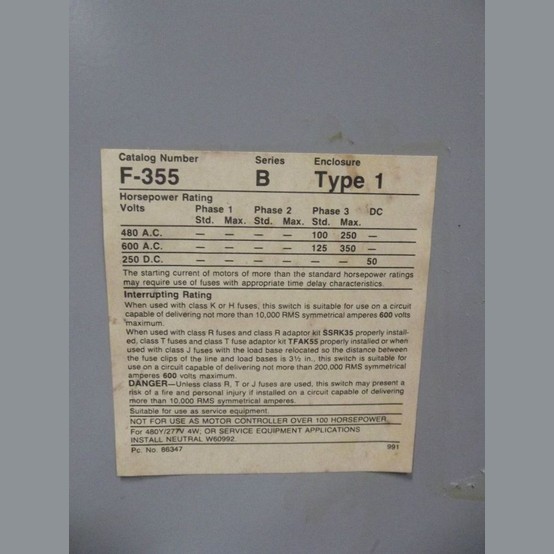 Catalog Number Series Enclosure
F-355 B Type 1
Horsepower Rating
Volts Phase 1 Phase 2 Phase 3 DC
Std. Max. Std. Max. Std. Max.
480 A.C. — — — — 100 250 —
600 A.C. — — — — 125 350 —
250 D.C. — — — — — — 50
The starting current of motors of more than the standard horsepower ratings
may require use of fuses with appropriate time delay characteristics.
Interrupting Rating
When used with class K or H fuses, this switch is suitable for use on a circuit
capable of delivering not more than 10,000 RMS symmetrical amperes 600 volts
maximum.
When used with class R fuses and class R adaptor kit SSRK35 properly install-
ed, class T fuses and class T fuse adaptor kit TFAK55 properly installed or when
used with class J fuses with the load base relocated so the distance between
the fuse clips of the line and load bases is 3½ in., this switch is suitable for
use on a circuit capable of delivering not more than 200,000 RMS symmetrical
amperes 600 volts maximum.
DANGER—Unless class R, T or J fuses are used, this switch may present a
risk of a fire and personal injury if installed on a circuit capable of delivering
more than 10,000 RMS symmetrical amperes.
Suitable for use as service equipment.
NOT FOR USE AS MOTOR CONTROLLER OVER 100 HORSEPOWER
For 480Y/277V 4W, OR SERVICE EQUIPMENT APPLICATIONS
INSTALL NEUTRAL W60992.
Pc. No. 86347 991